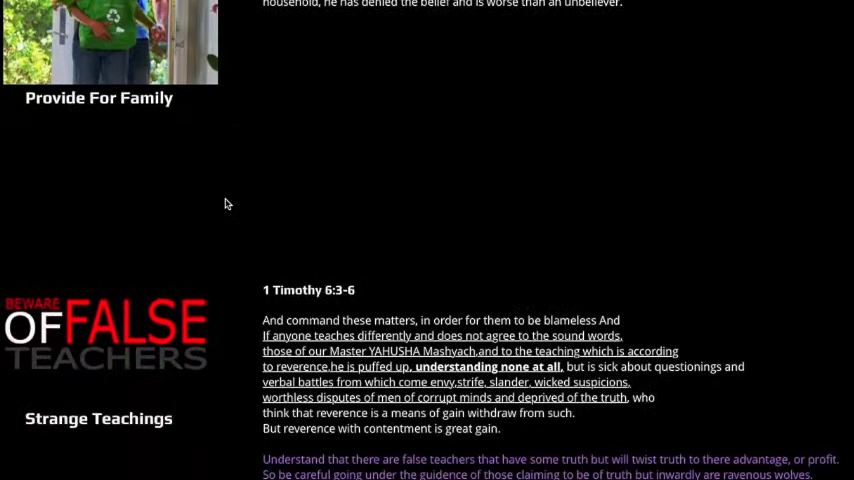 household, he has denied the belief and is worse than an unbeliever.
Provide For Family
1 Timothy 6:3-6
And command these matters, in order for them to be blameless And
If anyone teaches differently and does not agree to the sound words,
those of our Master YAHUSHA Mashyach,and to the teaching which is according
to reverence,he is puffed up, understanding none at all, but is sick about questionings and
verbal battles from which come envy,strife, slander, wicked suspicions,
worthless disputes of men of corrupt minds and deprived of the truth, who
think that reverence is a means of gain withdraw from such.
But reverence with contentment is great gain.
BEWARE
OF FALSE
TEACHERS
Strange Teachings
Understand that there are false teachers that have some truth but will twist truth to there advantage, or profit.
So be careful going under the guidence of those claiming to be of truth but inwardly are ravenous wolves.